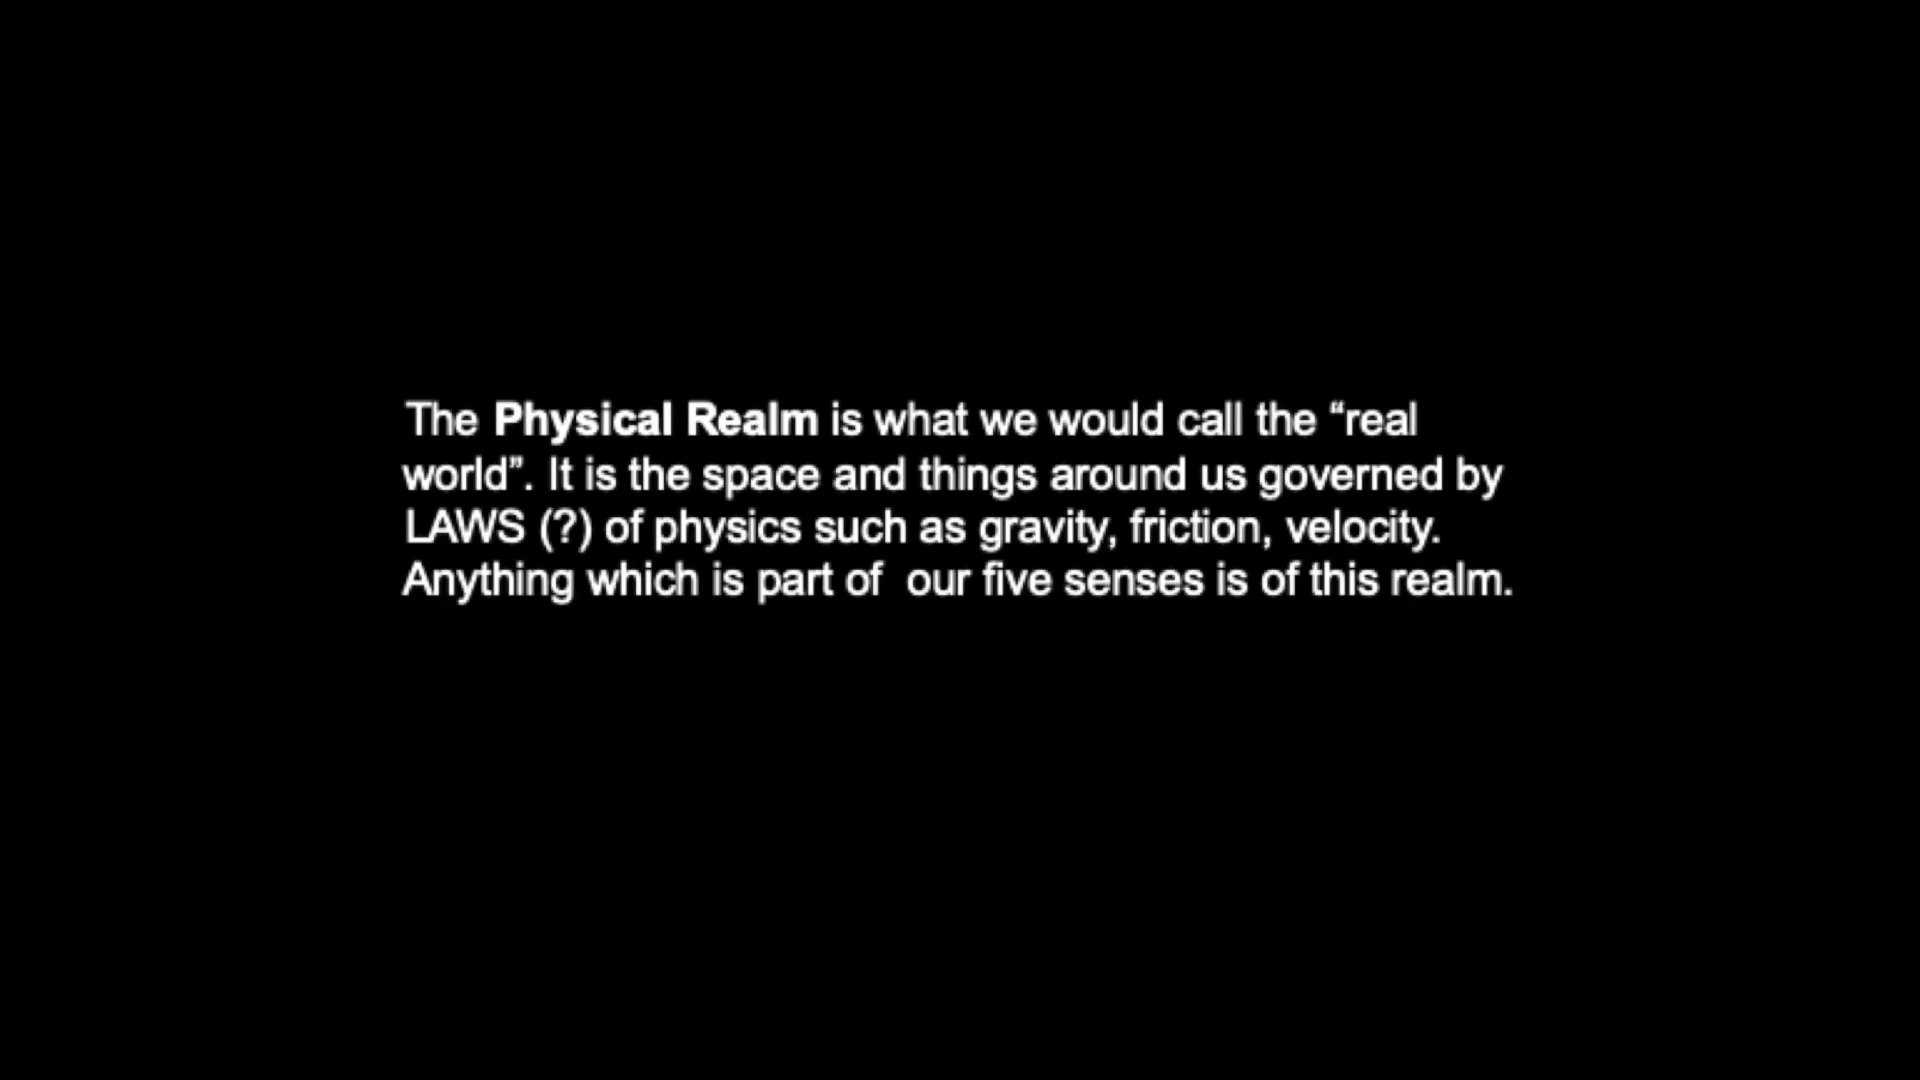 The Physical Realm is what we would call the “real
world”. It is the space and things around us governed by
LAWS (?) of physics such as gravity, friction, velocity.
Anything which is part of  our five senses is of this realm.